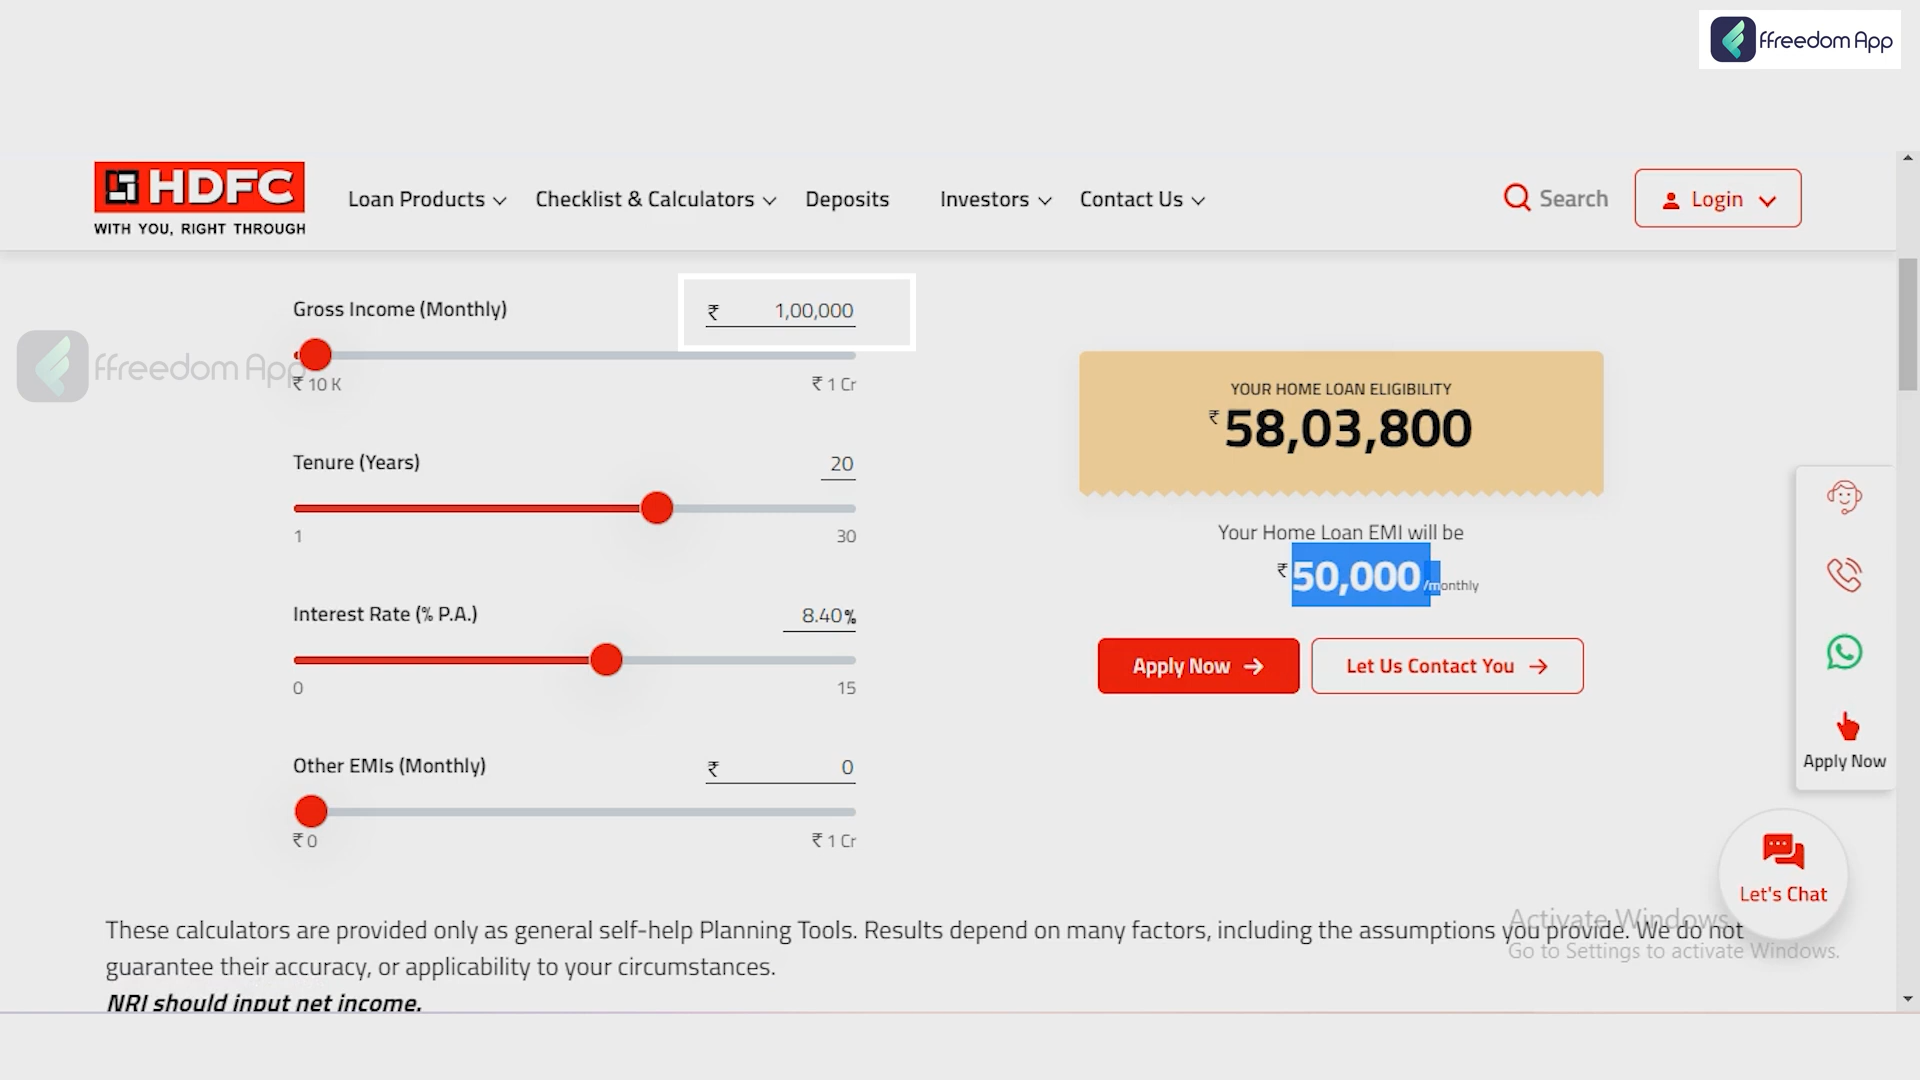 ffreedom App
HDFC
WITH YOU, RIGHT THROUGH
Loan Products
Checklist & Calculators
Deposits
Investors
Contact Us
Search
Login
Gross Income (Monthly)
₹ 1,00,000
ffreedom App
₹ 10 K
₹ 1 Cr
Tenure (Years)
20
1
30
Interest Rate (% P.A.)
8.40%
0
15
Other EMIs (Monthly)
₹ 0
₹ 0
₹ 1 Cr
YOUR HOME LOAN ELIGIBILITY
₹58,03,800
Your Home Loan EMI will be
₹50,000 /monthly
Apply Now
Let Us Contact You
Apply Now
Let's Chat
These calculators are provided only as general self-help Planning Tools. Results depend on many factors, including the assumptions you provide. We do not
guarantee their accuracy, or applicability to your circumstances.
NRI should input net income.
Activate Windows
Go to Settings to activate Windows.